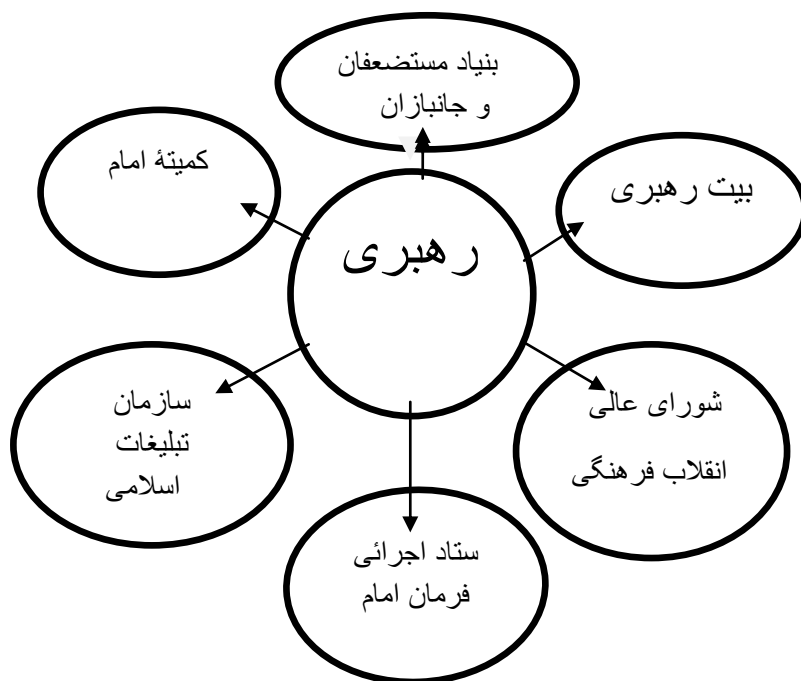 بنیاد مستضعفان
و جانبازان
کمیتهٔ امام
بیت رهبری
رهبری
سازمان
تبلیغات
اسلامی
شورای عالی
انقلاب فرهنگی
ستاد اجرائی
فرمان امام